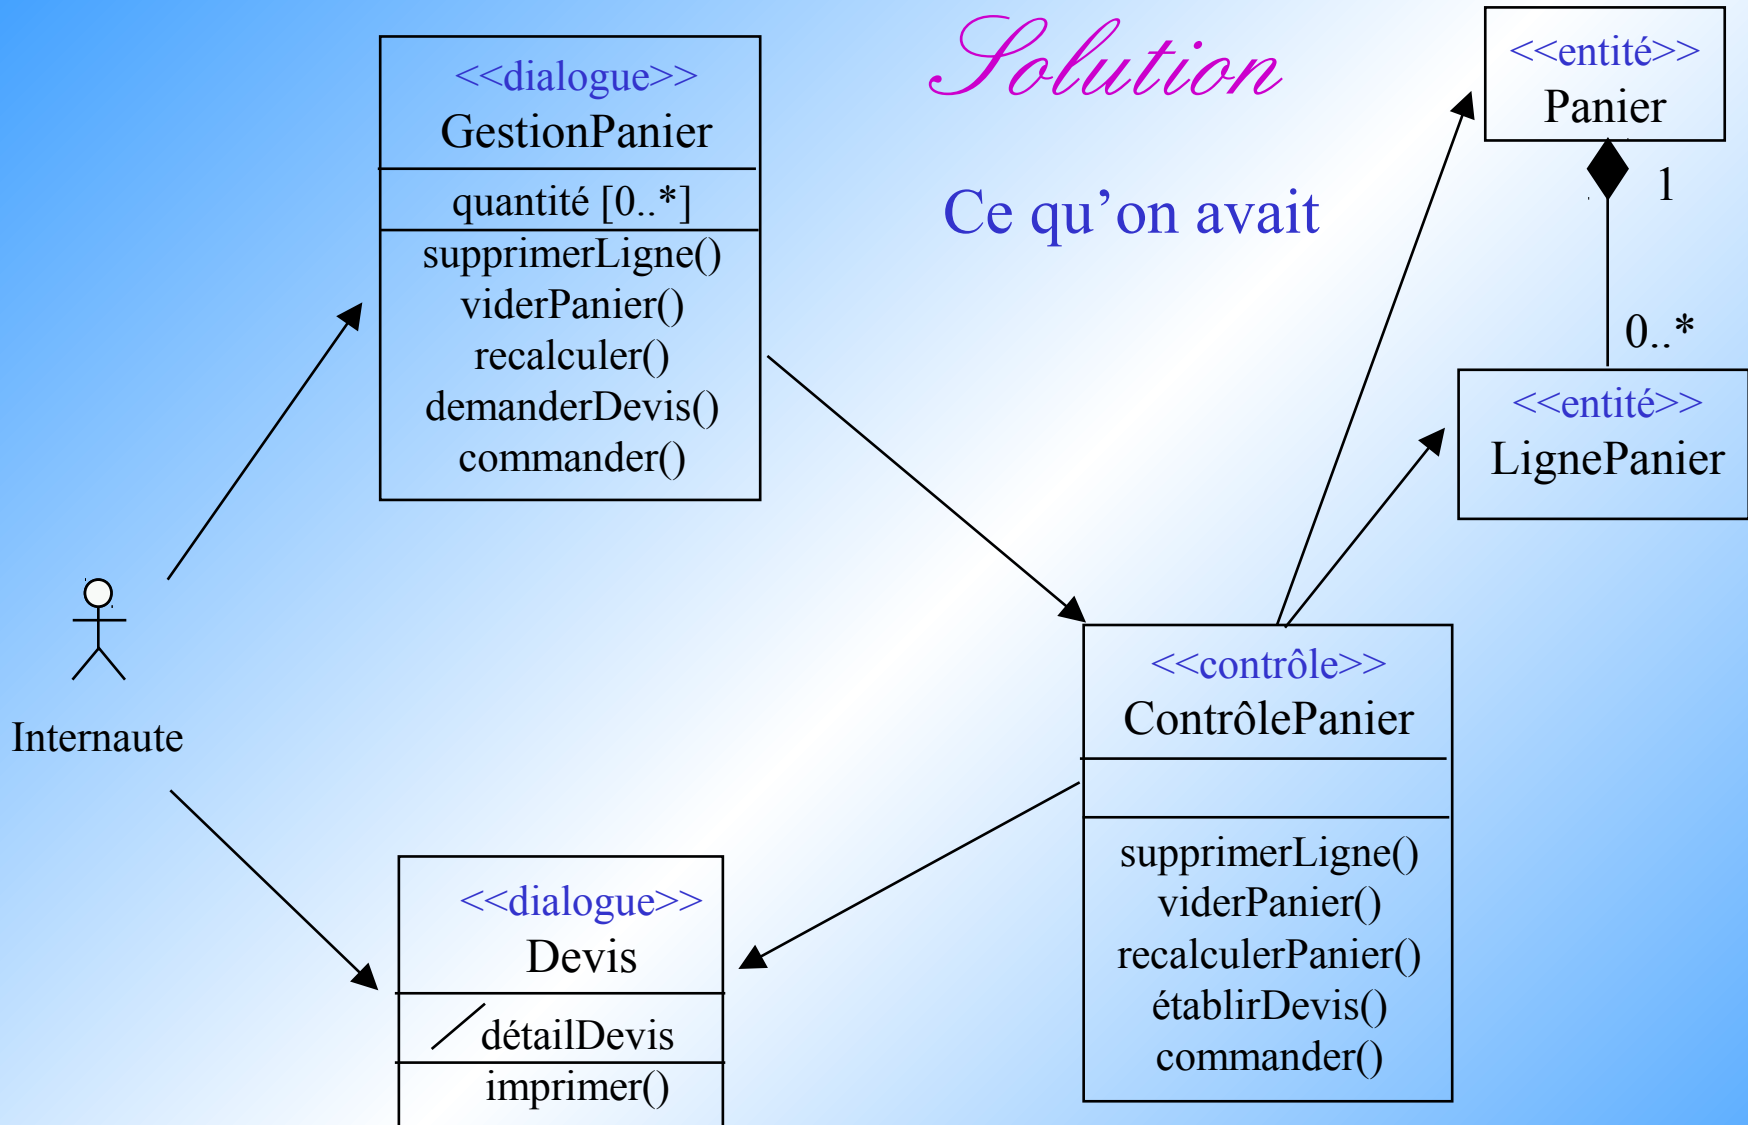 Solution
Ce qu’on avait
<<dialogue>>
GestionPanier
quantité [0..*]
supprimerLigne()
viderPanier()
recalculer()
demanderDevis()
commander()
<<entité>>
Panier
1
0..*
<<entité>>
LignePanier
Internaute
<<contrôle>>
ContrôlePanier
supprimerLigne()
viderPanier()
recalculerPanier()
établirDevis()
commander()
<<dialogue>>
Devis
/détailDevis
imprimer()